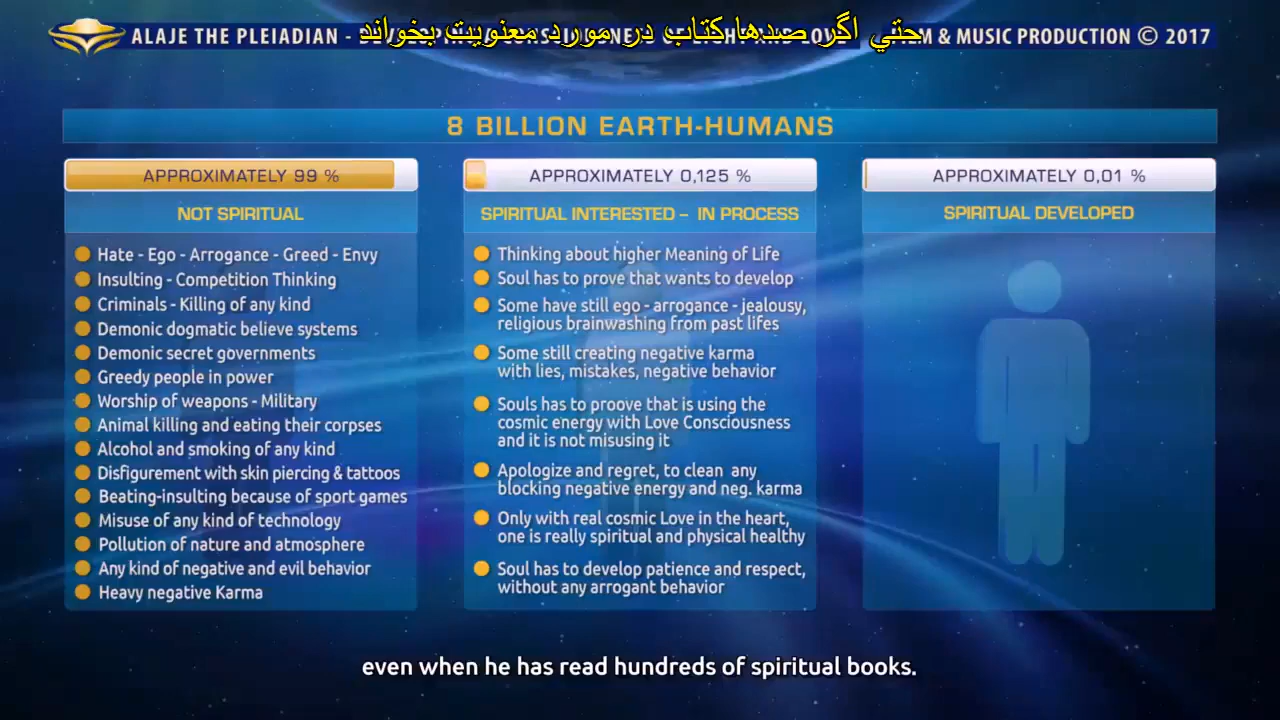 حتي اگر صدها کتاب در مورد معنويت بخواند
ALAJE THE PLEIADIAN - DEVELOPING CONSCIOUSNESS OF LIGHT AND LOVE - FILM & MUSIC PRODUCTION © 2017
8 BILLION EARTH-HUMANS
APPROXIMATELY 99 %
NOT SPIRITUAL
Hate - Ego - Arrogance - Greed - Envy
Insulting - Competition Thinking
Criminals - Killing of any kind
Demonic dogmatic believe systems
Demonic secret governments
Greedy people in power
Worship of weapons - Military
Animal killing and eating their corpses
Alcohol and smoking of any kind
Disfigurement with skin piercing & tattoos
Beating-insulting because of sport games
Misuse of any kind of technology
Pollution of nature and atmosphere
Any kind of negative and evil behavior
Heavy negative Karma
APPROXIMATELY 0,125 %
SPIRITUAL INTERESTED – IN PROCESS
Thinking about higher Meaning of Life
Soul has to prove that wants to develop
Some have still ego - arrogance - jealousy,
religious brainwashing from past lifes
Some still creating negative karma
with lies, mistakes, negative behavior
Souls has to proove that is using the
cosmic energy with Love Consciousness
and it is not misusing it
Apologize and regret, to clean any
blocking negative energy and neg. karma
Only with real cosmic Love in the heart,
one is really spiritual and physical healthy
Soul has to develop patience and respect,
without any arrogant behavior
APPROXIMATELY 0,01 %
SPIRITUAL DEVELOPED
even when he has read hundreds of spiritual books.